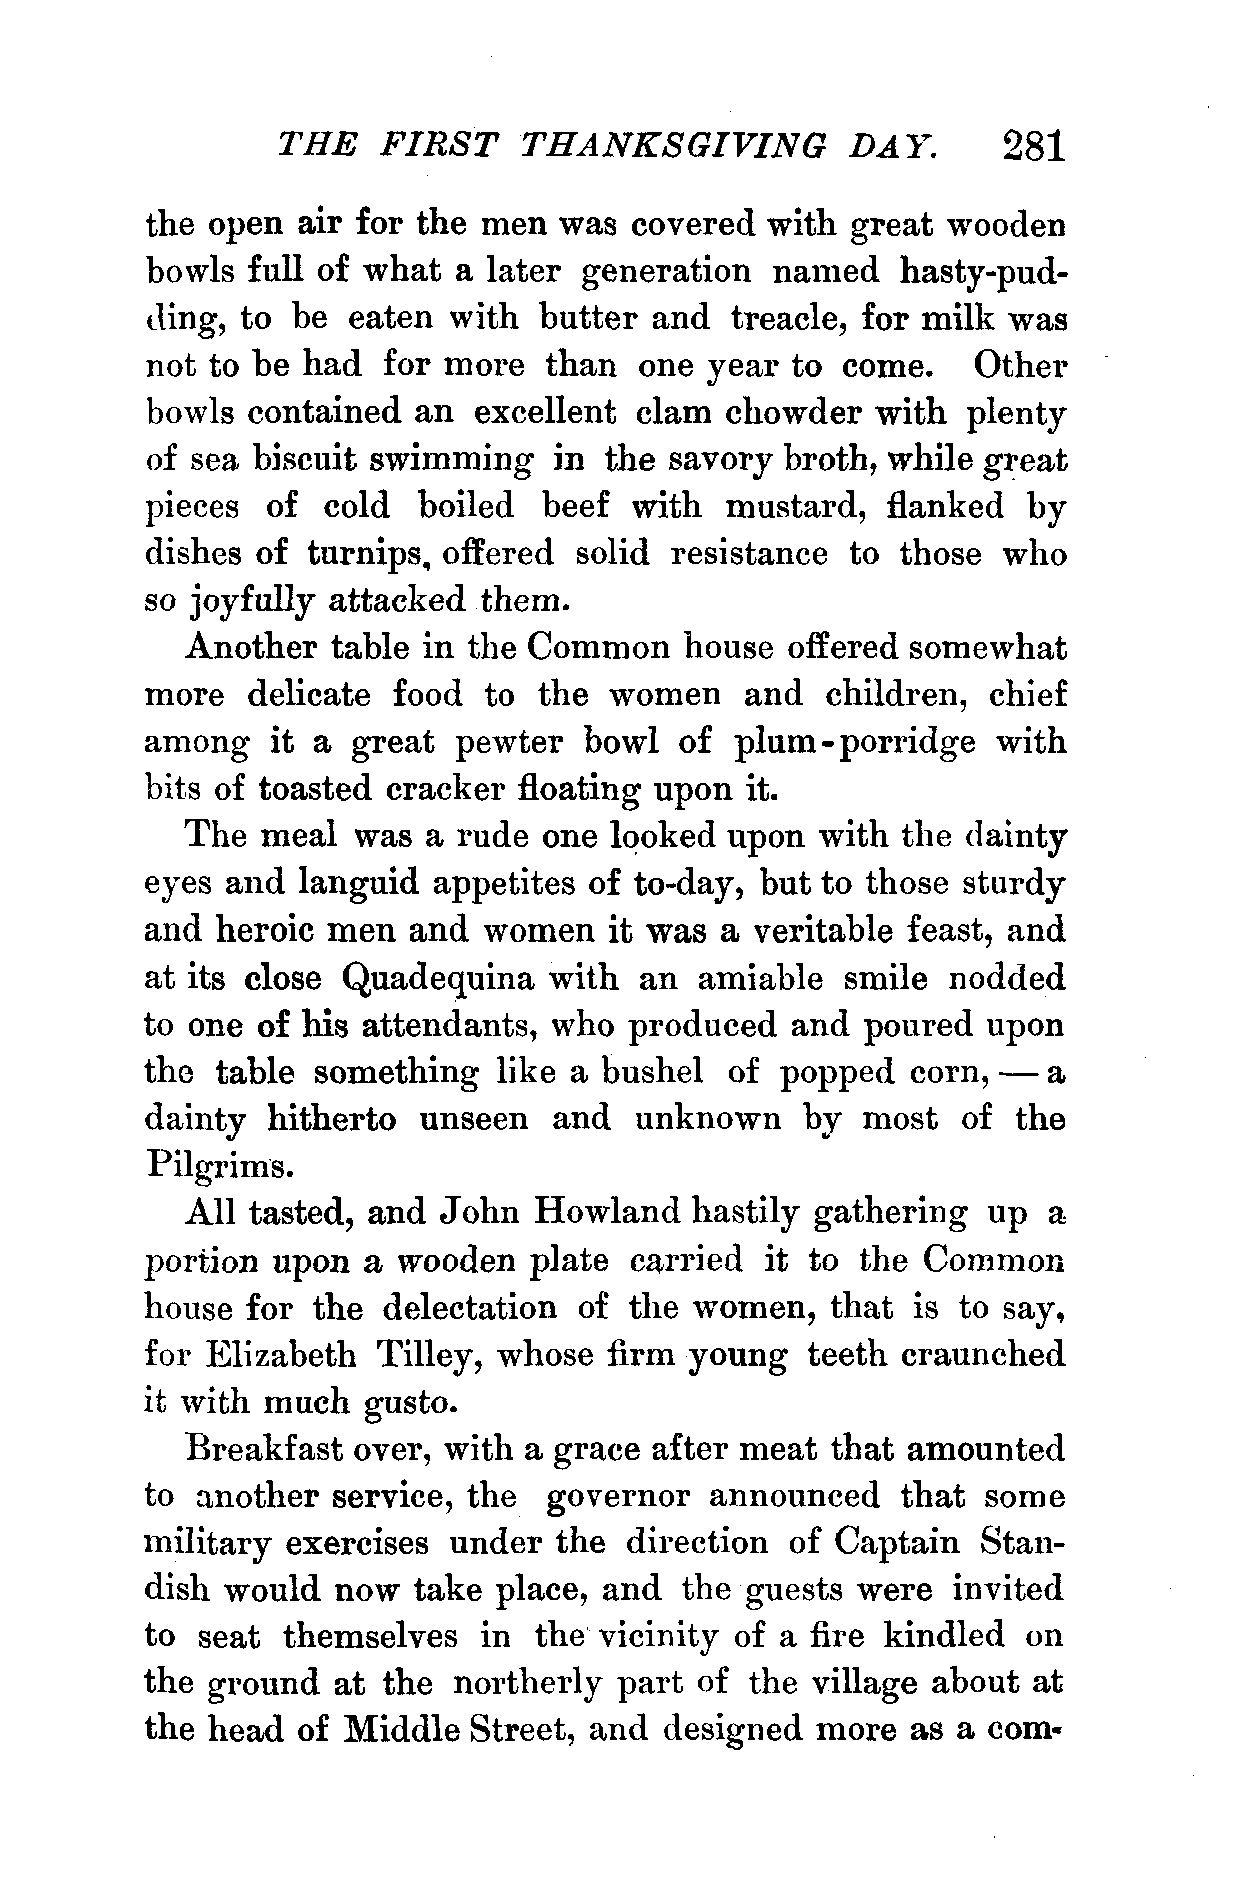 THE FIRST THANKSGIVING DAY. 281
the open air for the men was covered with great wooden
bowls full of what a later generation named hasty-pud-
ding, to be eaten with butter and treacle, for milk was
not to be had for more than one year to come. Other
bowls contained an excellent clam chowder with plenty
of sea biscuit swimming in the savory broth, while great
pieces of cold boiled beef with mustard, flanked by
dishes of turnips, offered solid resistance to those who
so joyfully attacked them.
Another table in the Common house offered somewhat
more delicate food to the women and children, chief
among it a great pewter bowl of plum-porridge with
bits of toasted cracker floating upon it.
The meal was a rude one looked upon with the dainty
eyes and languid appetites of to-day, but to those sturdy
and heroic men and women it was a veritable feast, and
at its close Quadequina with an amiable smile nodded
to one of his attendants, who produced and poured upon
the table something like a bushel of popped corn, — a
dainty hitherto unseen and unknown by most of the
Pilgrims.
All tasted, and John Howland hastily gathering up a
portion upon a wooden plate carried it to the Common
house for the delectation of the women, that is to say,
for Elizabeth Tilley, whose firm young teeth craunched
it with much gusto.
Breakfast over, with a grace after meat that amounted
to another service, the governor announced that some
military exercises under the direction of Captain Stan-
dish would now take place, and the guests were invited
to seat themselves in the vicinity of a fire kindled on
the ground at the northerly part of the village about at
the head of Middle Street, and designed more as a com-